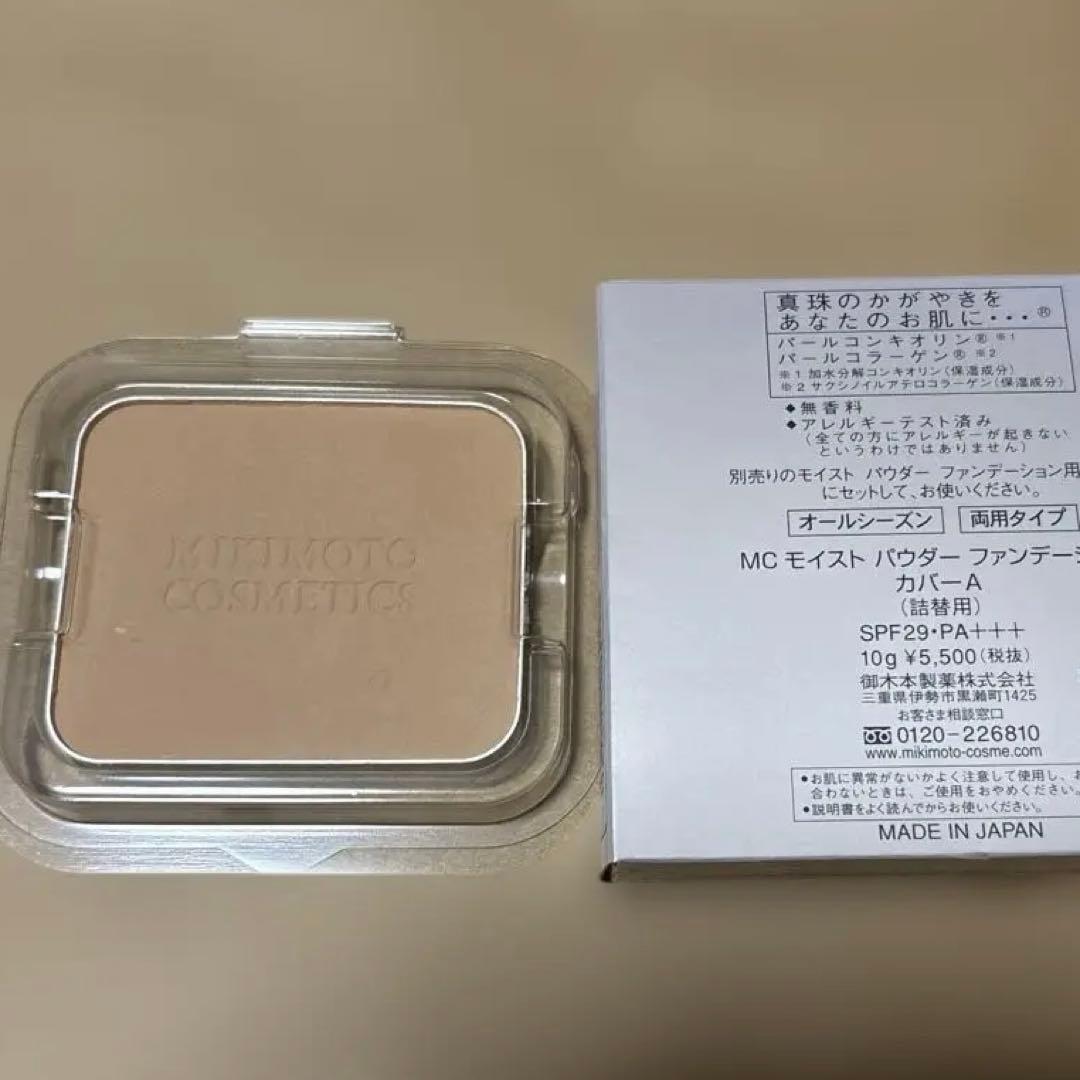 MIKIMOTO
COSMETICS
真珠のかがやきを
あなたのお肌に・・・®
パールコンキオリン® ※1
パールコラーゲン® ※2
※1 加水分解コンキオリン(保湿成分)
※2 サクシノイルアテロコラーゲン(保湿成分)
◆無香料
◆アレルギーテスト済み
(全ての方にアレルギーが起きない
というわけではありません)
別売りのモイスト パウダー ファンデーション用
にセットして、お使いください。
オールシーズン 両用タイプ
MC モイスト パウダー ファンデー
カバーA
(詰替用)
SPF29・PA+++
10g ¥5,500(税抜)
御木本製薬株式会社
三重県伊勢市黒瀬町1425
お客さま相談窓口
0120-226810
www.mikimoto-cosme.com
●お肌に異常がないかよく注意して使用し、お
合わないときは、ご使用をおやめください。
●説明書をよく読んでからお使いください。
MADE IN JAPAN